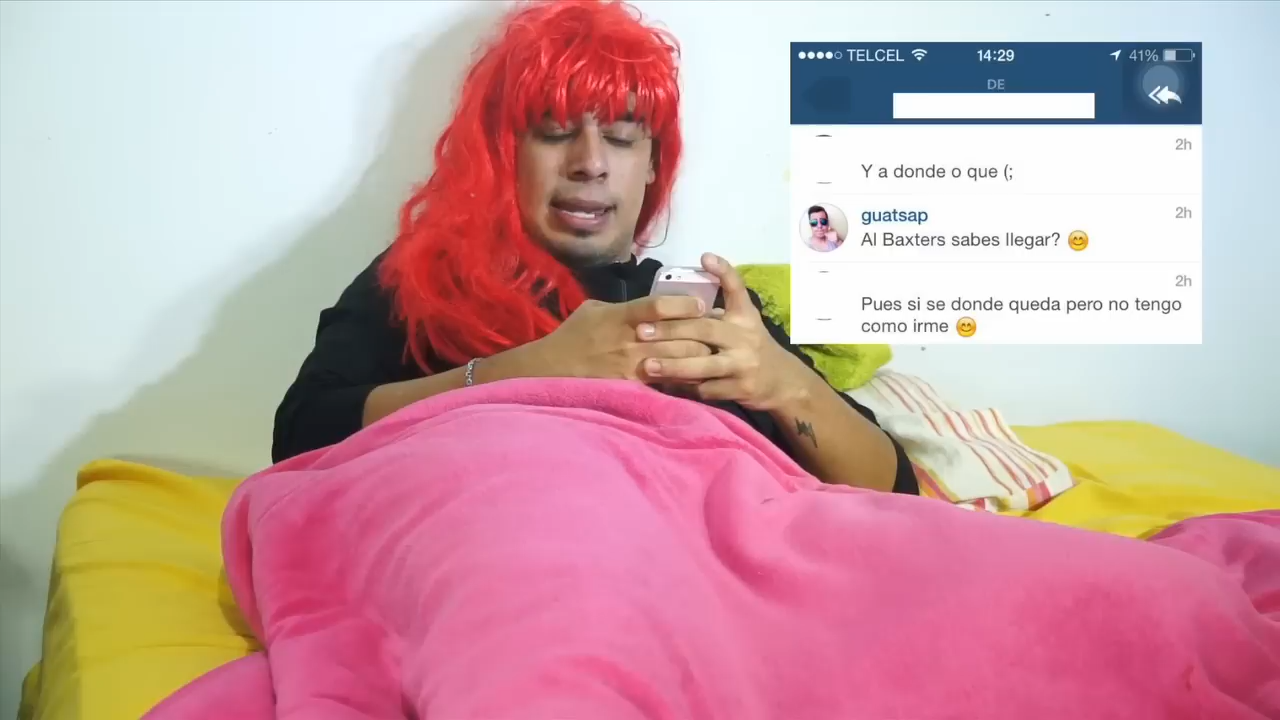 TELCEL 14:29 41%
DE
2h
Y a donde o que (;
guatsap 2h
Al Baxters sabes llegar? 😊
2h
Pues si se donde queda pero no tengo
como irme 😊